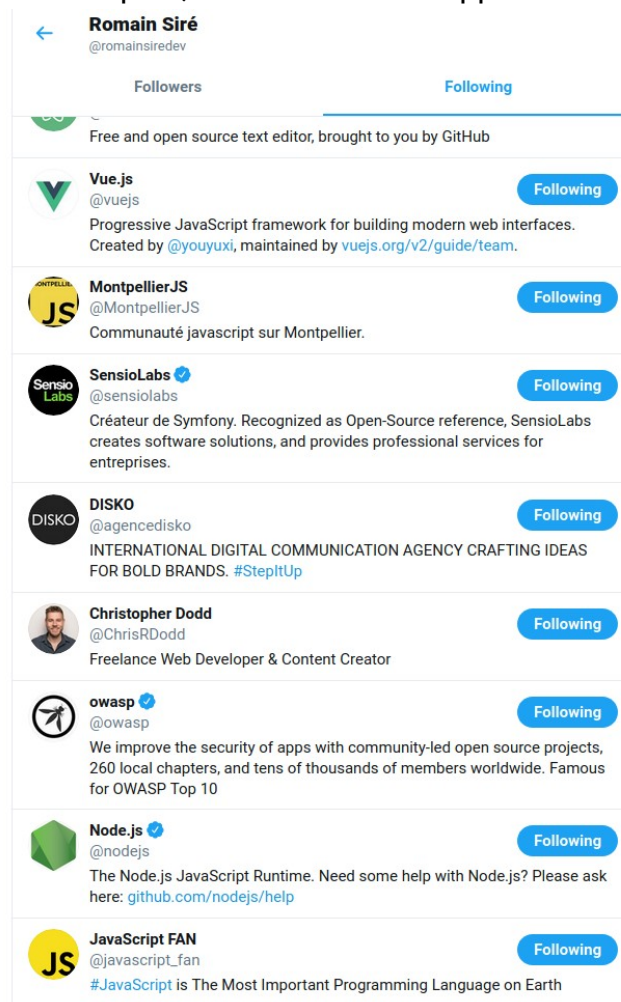 Romain Siré
@romainsiredev
Followers
Following
Free and open source text editor, brought to you by GitHub
Vue.js
@vuejs
Following
Progressive JavaScript framework for building modern web interfaces.
Created by @youyuxi, maintained by vuejs.org/v2/guide/team.
MONTPELLIE
JS
MontpellierJS
@MontpellierJS
Following
Communauté javascript sur Montpellier.
Sensio
Labs
SensioLabs
@sensiolabs
Following
Créateur de Symfony. Recognized as Open-Source reference, SensioLabs
creates software solutions, and provides professional services for
entreprises.
DISKO
DISKO
@agencedisko
Following
INTERNATIONAL DIGITAL COMMUNICATION AGENCY CRAFTING IDEAS
FOR BOLD BRANDS. #StepItUp
Christopher Dodd
@ChrisRDodd
Following
Freelance Web Developer & Content Creator
owasp
@owasp
Following
We improve the security of apps with community-led open source projects,
260 local chapters, and tens of thousands of members worldwide. Famous
for OWASP Top 10
Node.js
@nodejs
Following
The Node.js JavaScript Runtime. Need some help with Node.js? Please ask
here: github.com/nodejs/help
JS
JavaScript FAN
@javascript_fan
Following
#JavaScript is The Most Important Programming Language on Earth